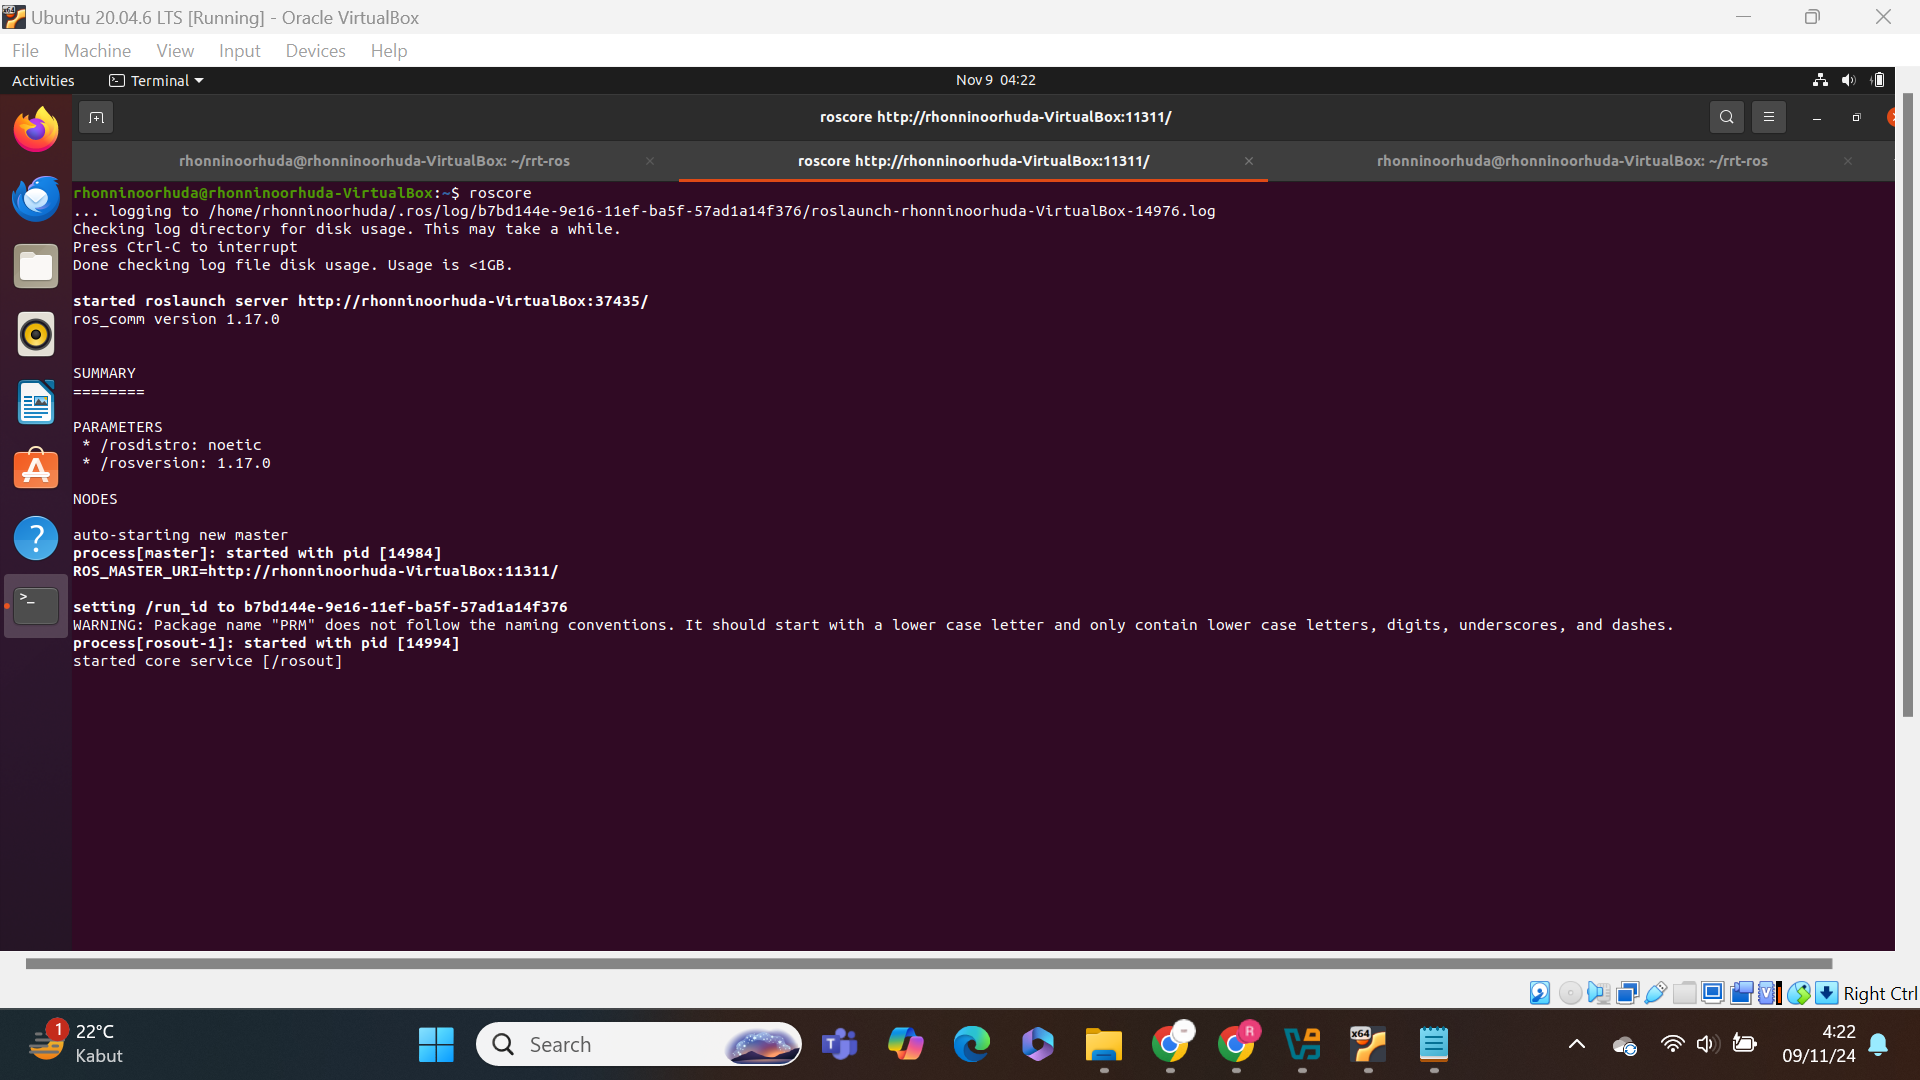 Ubuntu 20.04.6 LTS [Running] - Oracle VirtualBox
File Machine View Input Devices Help
Activities Terminal Nov 9 04:22
roscore http://rhonninoorhuda-VirtualBox:11311/
rhonninoorhuda@rhonninoorhuda-VirtualBox: ~/rrt-ros roscore http://rhonninoorhuda-VirtualBox:11311/ rhonninoorhuda@rhonninoorhuda-VirtualBox: ~/rrt-ros
rhonninoorhuda@rhonninoorhuda-VirtualBox:~$ roscore
... logging to /home/rhonninoorhuda/.ros/log/b7bd144e-9e16-11ef-ba5f-57ad1a14f376/roslaunch-rhonninoorhuda-VirtualBox-14976.log
Checking log directory for disk usage. This may take a while.
Press Ctrl-C to interrupt
Done checking log file disk usage. Usage is <1GB.
started roslaunch server http://rhonninoorhuda-VirtualBox:37435/
ros_comm version 1.17.0
SUMMARY
========
PARAMETERS
* /rosdistro: noetic
* /rosversion: 1.17.0
NODES
auto-starting new master
process[master]: started with pid [14984]
ROS_MASTER_URI=http://rhonninoorhuda-VirtualBox:11311/
setting /run_id to b7bd144e-9e16-11ef-ba5f-57ad1a14f376
WARNING: Package name "PRM" does not follow the naming conventions. It should start with a lower case letter and only contain lower case letters, digits, underscores, and dashes.
process[rosout-1]: started with pid [14994]
started core service [/rosout]
Right Ctrl
1
22°C
Kabut
Search
R
x64
4:22
09/11/24